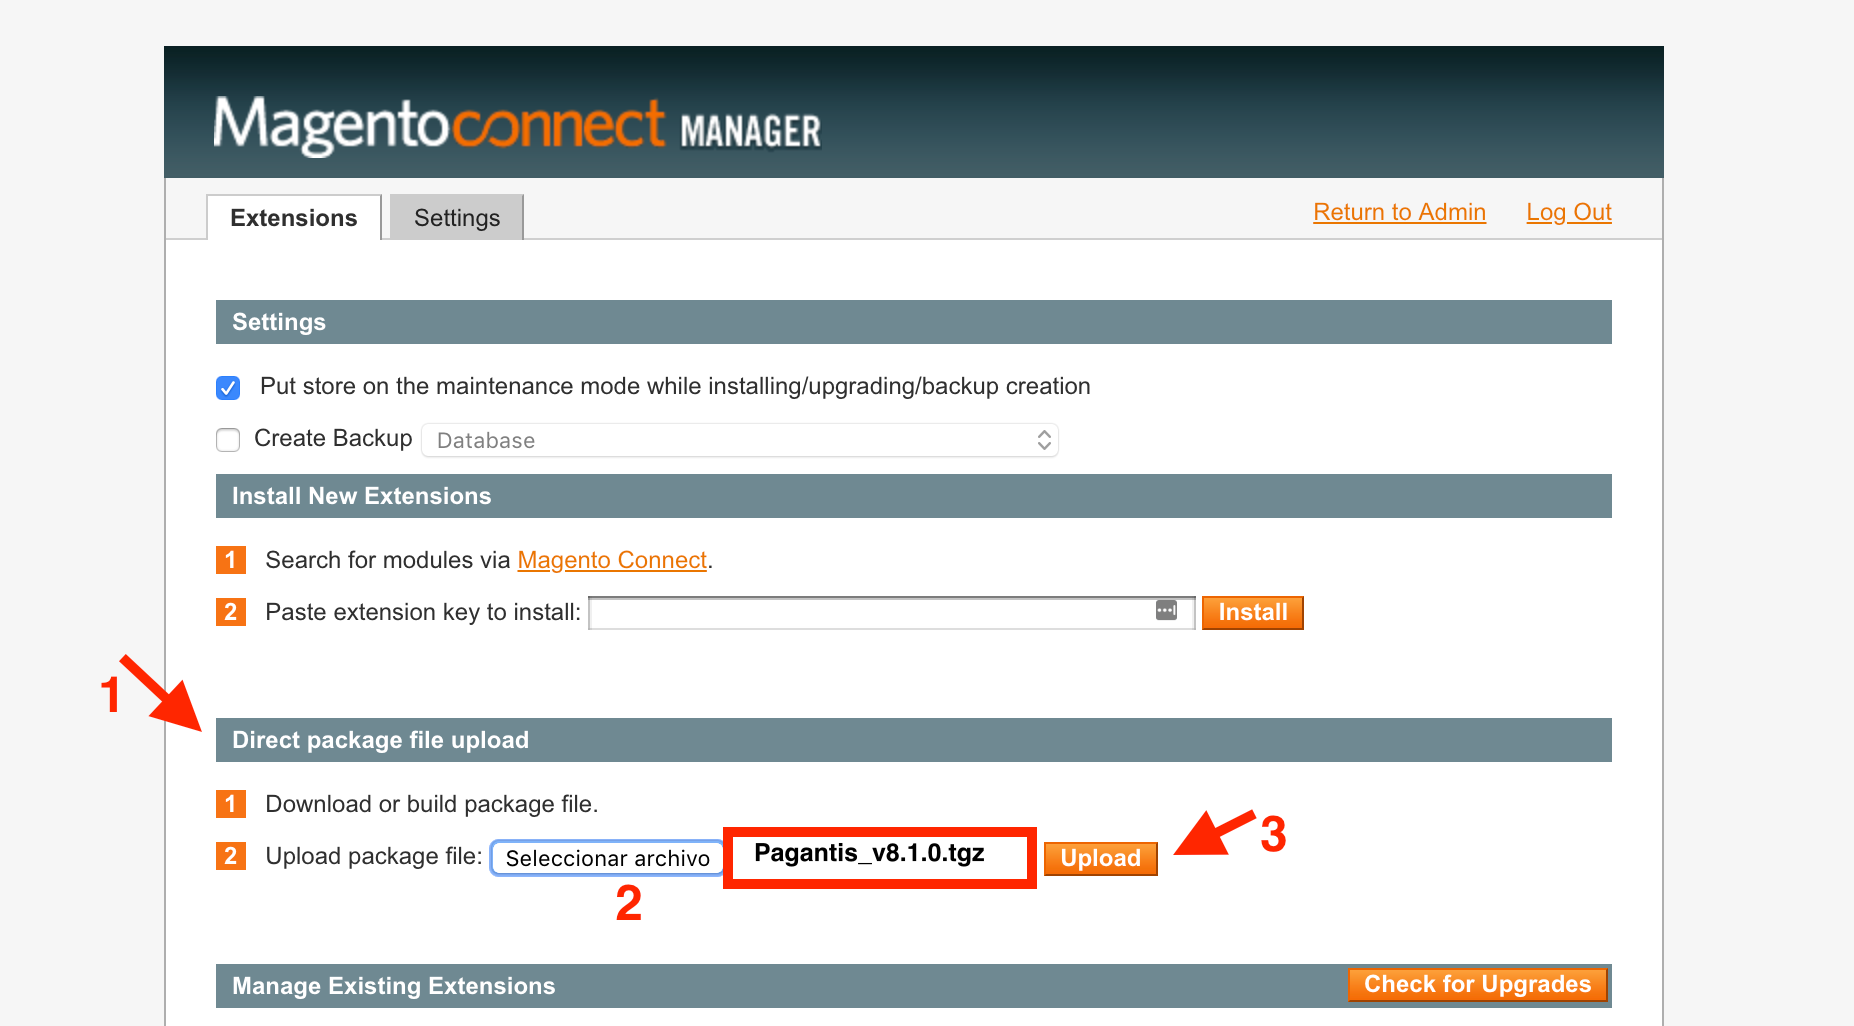 Magento connect MANAGER
Extensions Settings Return to Admin Log Out
Settings
Put store on the maintenance mode while installing/upgrading/backup creation
Create Backup Database
Install New Extensions
1 Search for modules via Magento Connect.
2 Paste extension key to install: Install
1
Direct package file upload
1 Download or build package file.
2 Upload package file: Seleccionar archivo Pagantis_v8.1.0.tgz Upload 3
2
Manage Existing Extensions Check for Upgrades